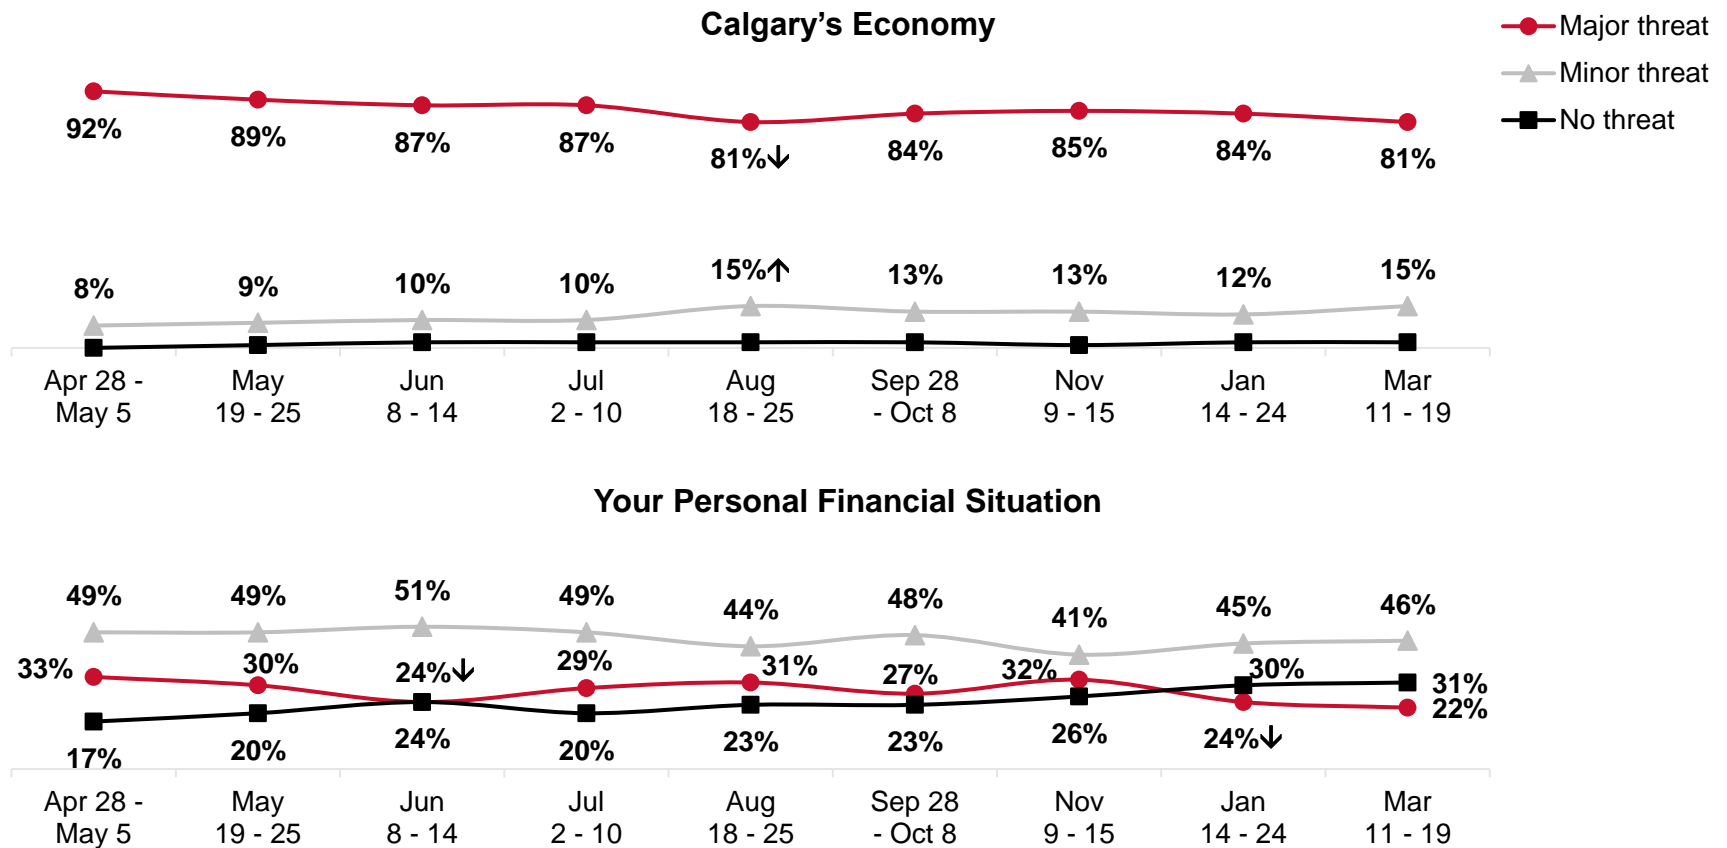 Calgary's Economy
Major threat
Minor threat
No threat
92%
89%
87%
87%
81%↓
84%
85%
84%
81%
8%
9%
10%
10%
15%↑
13%
13%
12%
15%
Apr 28 - May 5
May 19 - 25
Jun 8 - 14
Jul 2 - 10
Aug 18 - 25
Sep 28 - Oct 8
Nov 9 - 15
Jan 14 - 24
Mar 11 - 19
Your Personal Financial Situation
49%
49%
51%
49%
44%
48%
41%
45%
46%
33%
30%
24%↓
29%
31%
27%
32%
30%
31%
22%
17%
20%
24%
20%
23%
23%
26%
24%↓
Apr 28 - May 5
May 19 - 25
Jun 8 - 14
Jul 2 - 10
Aug 18 - 25
Sep 28 - Oct 8
Nov 9 - 15
Jan 14 - 24
Mar 11 - 19